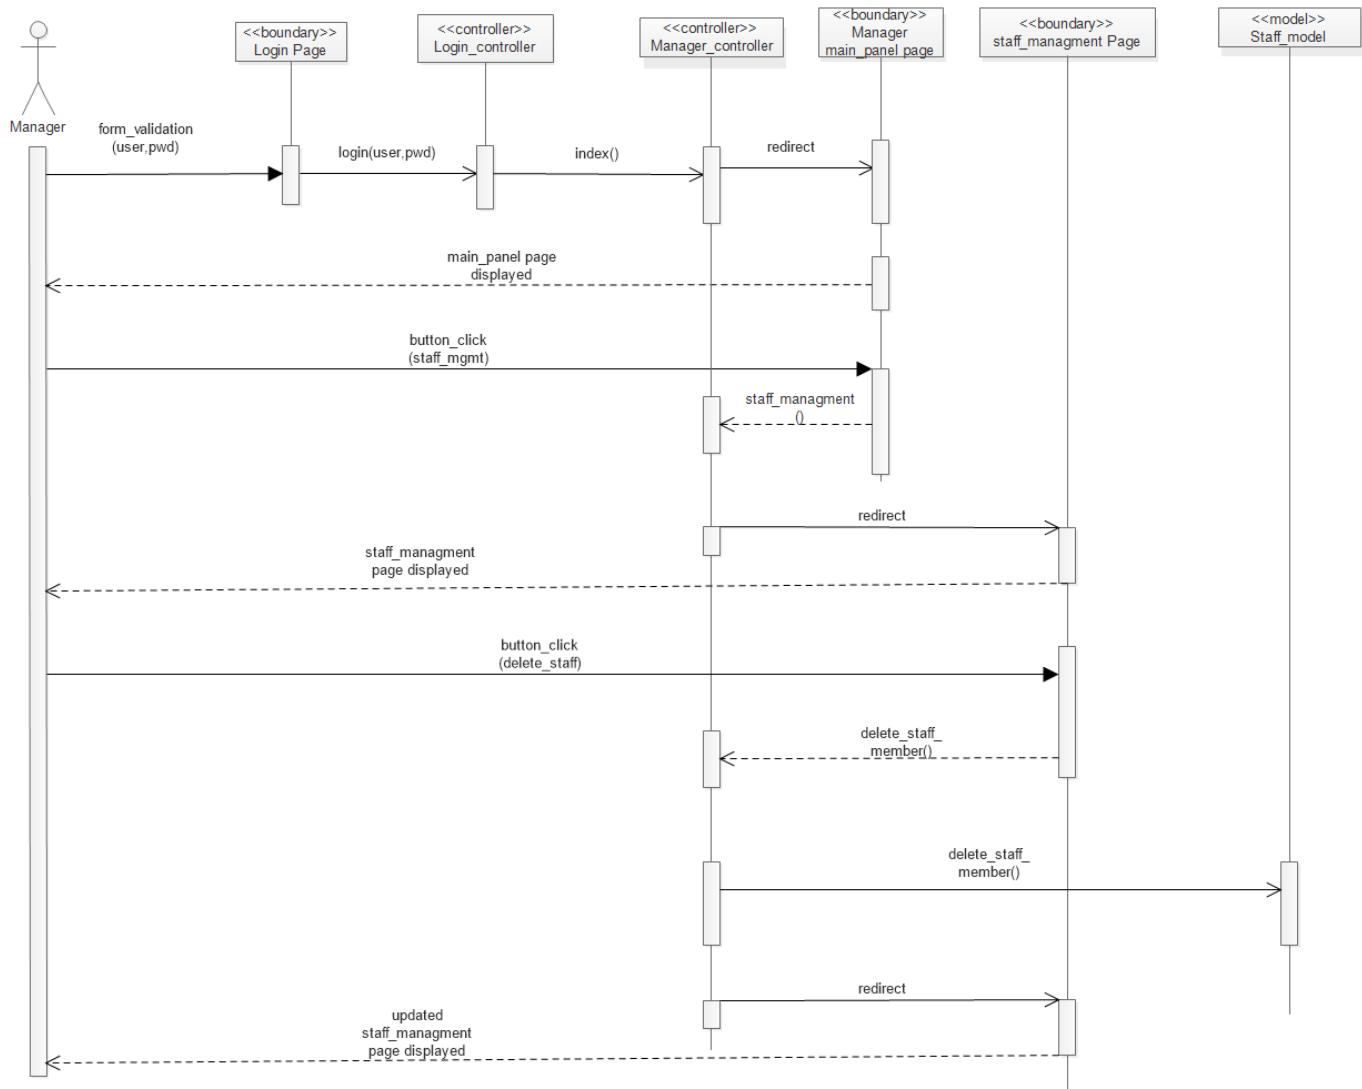 <<boundary>>
Login Page
<<controller>>
Login_controller
<<controller>>
Manager_controller
<<boundary>>
Manager
main_panel page
<<boundary>>
staff_managment Page
<<model>>
Staff_model
Manager
form_validation
(user,pwd)
login(user,pwd)
index()
redirect
main_panel page
displayed
button_click
(staff_mgmt)
staff_managment
()
redirect
staff_managment
page displayed
button_click
(delete_staff)
delete_staff_
member()
delete_staff_
member()
redirect
updated
staff_managment
page displayed